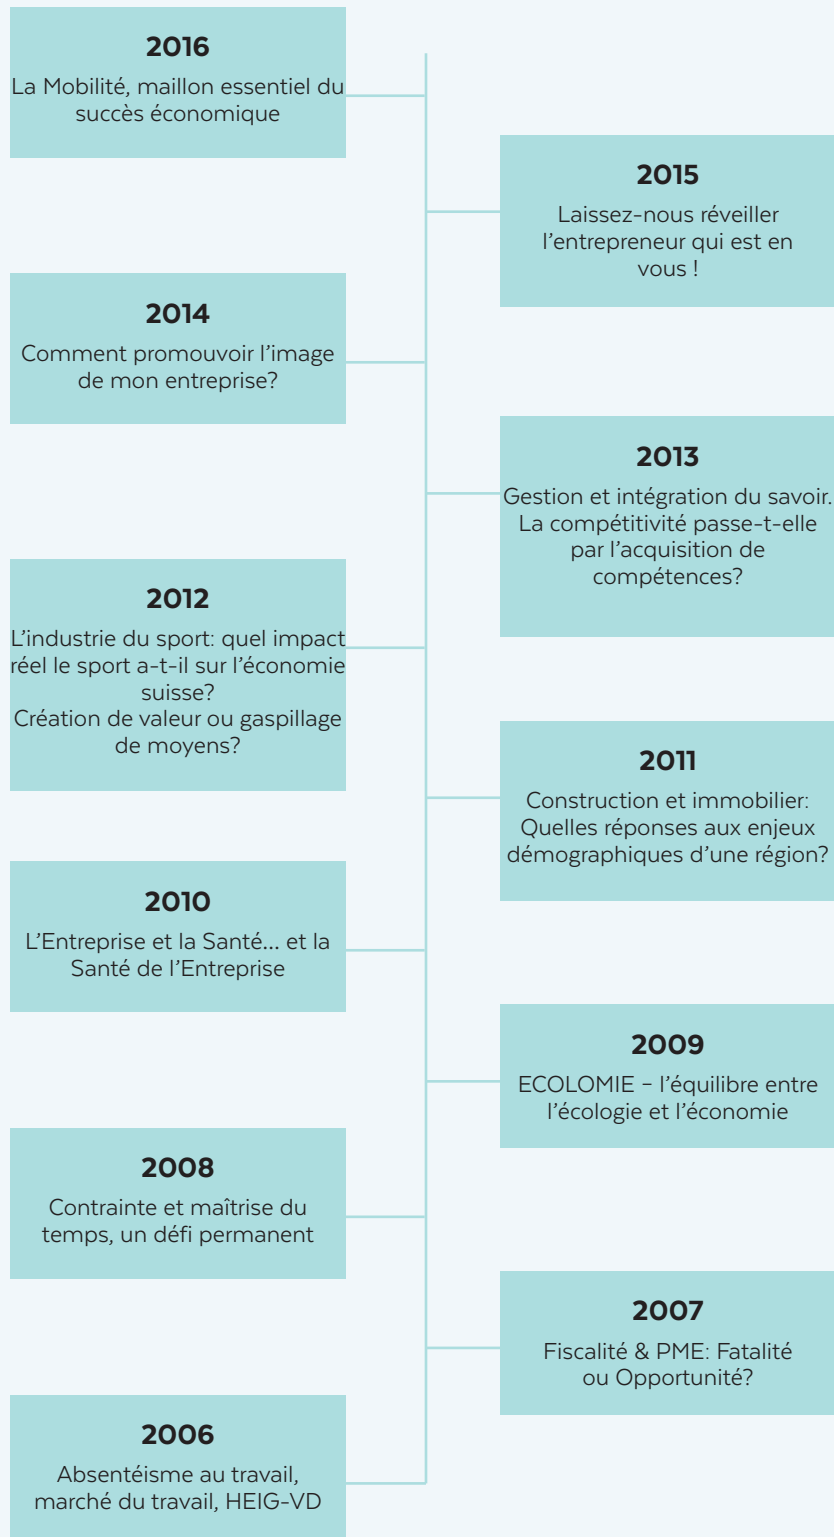 2016
La Mobilité, maillon essentiel du
succès économique
2015
Laissez-nous réveiller
l’entrepreneur qui est en
vous !
2014
Comment promouvoir l’image
de mon entreprise?
2013
Gestion et intégration du savoir.
La compétitivité passe-t-elle
par l’acquisition de
compétences?
2012
L’industrie du sport: quel impact
réel le sport a-t-il sur l’économie
suisse?
Création de valeur ou gaspillage
de moyens?
2011
Construction et immobilier:
Quelles réponses aux enjeux
démographiques d’une région?
2010
L’Entreprise et la Santé... et la
Santé de l’Entreprise
2009
ECOLOMIE – l’équilibre entre
l’écologie et l’économie
2008
Contrainte et maîtrise du
temps, un défi permanent
2007
Fiscalité & PME: Fatalité
ou Opportunité?
2006
Absentéisme au travail,
marché du travail, HEIG-VD